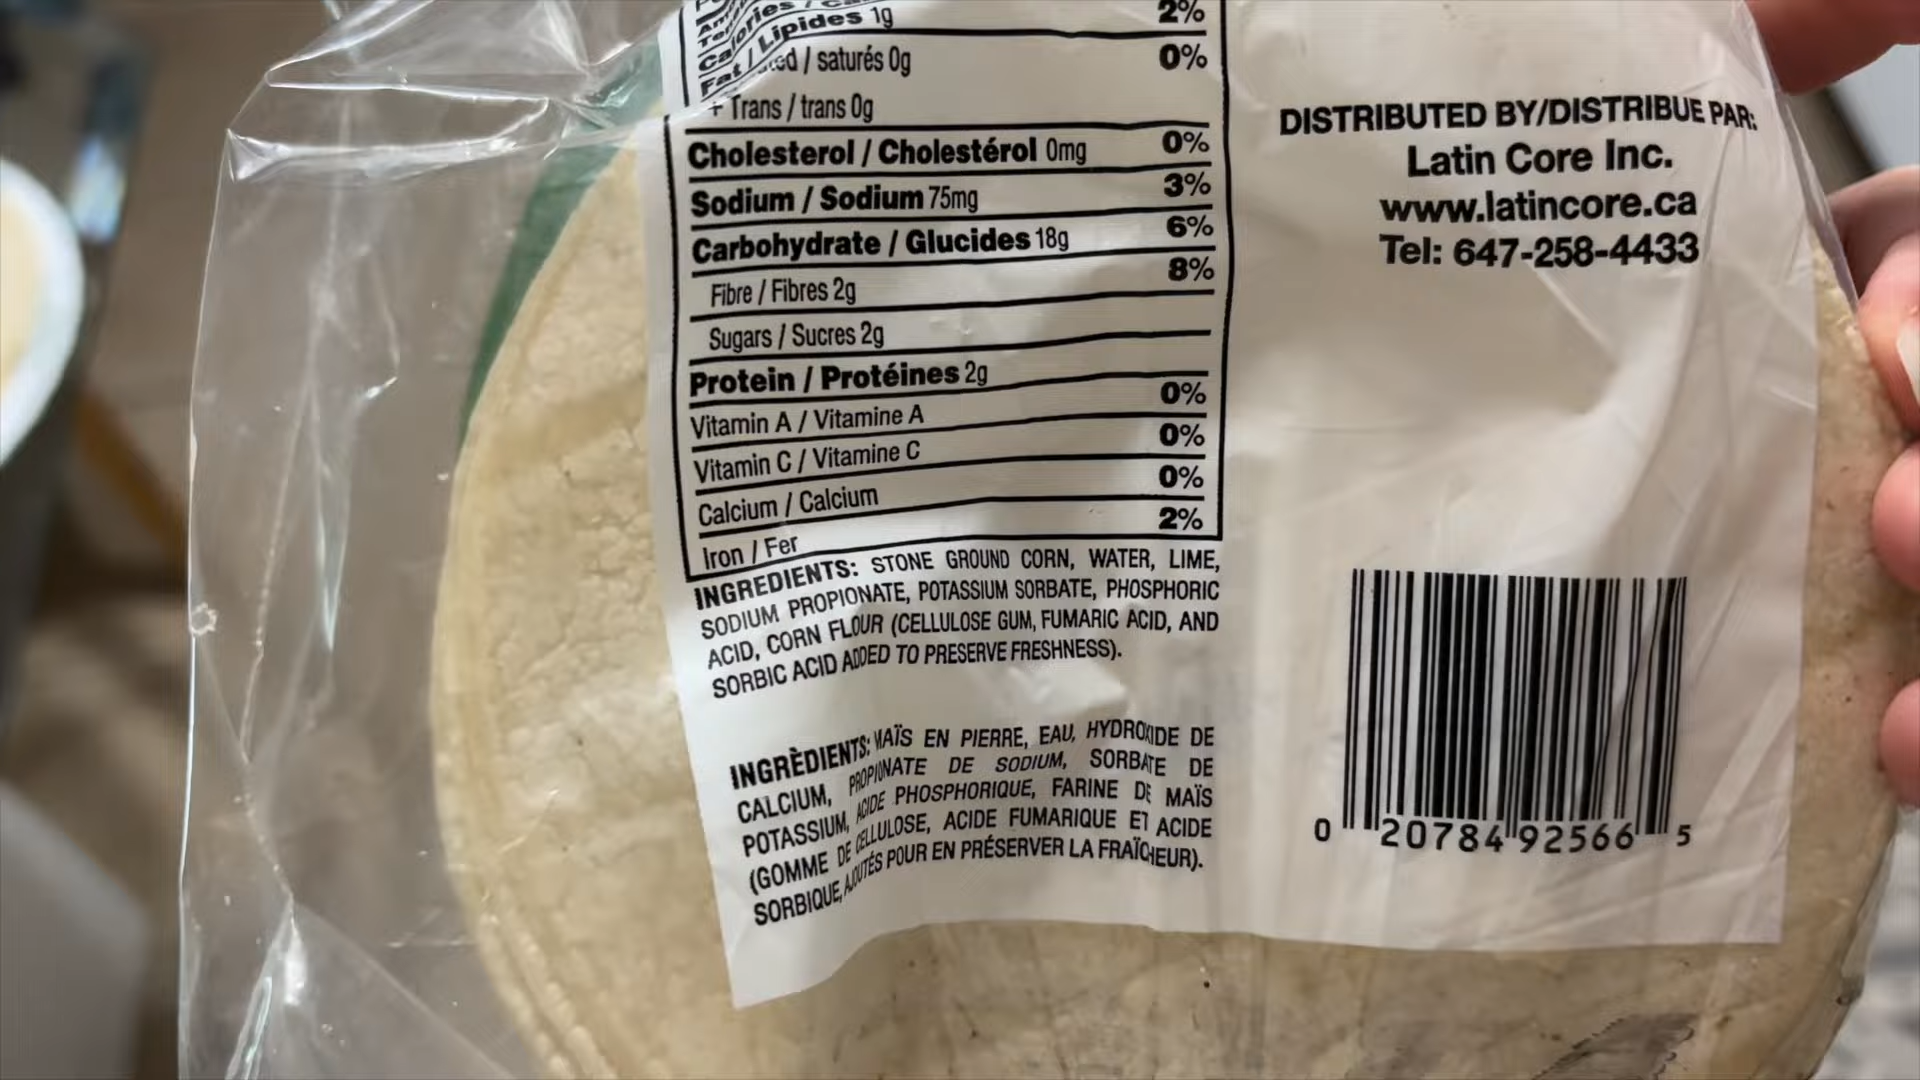 Fat / Lipides 1g 2%
/ saturés 0g 0%
+ Trans / trans 0g
Cholesterol / Cholestérol 0mg 0%
Sodium / Sodium 75mg 3%
Carbohydrate / Glucides 18g 6%
Fibre / Fibres 2g 8%
Sugars / Sucres 2g
Protein / Protéines 2g
Vitamin A / Vitamine A 0%
Vitamin C / Vitamine C 0%
Calcium / Calcium 0%
Iron / Fer 2%
INGREDIENTS: STONE GROUND CORN, WATER, LIME,
SODIUM PROPIONATE, POTASSIUM SORBATE, PHOSPHORIC
ACID, CORN FLOUR (CELLULOSE GUM, FUMARIC ACID, AND
SORBIC ACID ADDED TO PRESERVE FRESHNESS).
INGRÈDIENTS: MAÏS EN PIERRE, EAU, HYDROXIDE DE
CALCIUM, PROPIONATE DE SODIUM, SORBATE DE
POTASSIUM, ACIDE PHOSPHORIQUE, FARINE DE MAÏS
(GOMME DE CELLULOSE, ACIDE FUMARIQUE ET ACIDE
SORBIQUE, AJOUTÉS POUR EN PRÉSERVER LA FRAÎCHEUR).
DISTRIBUTED BY/DISTRIBUE PAR:
Latin Core Inc.
www.latincore.ca
Tel: 647-258-4433
0 20784 92566 5